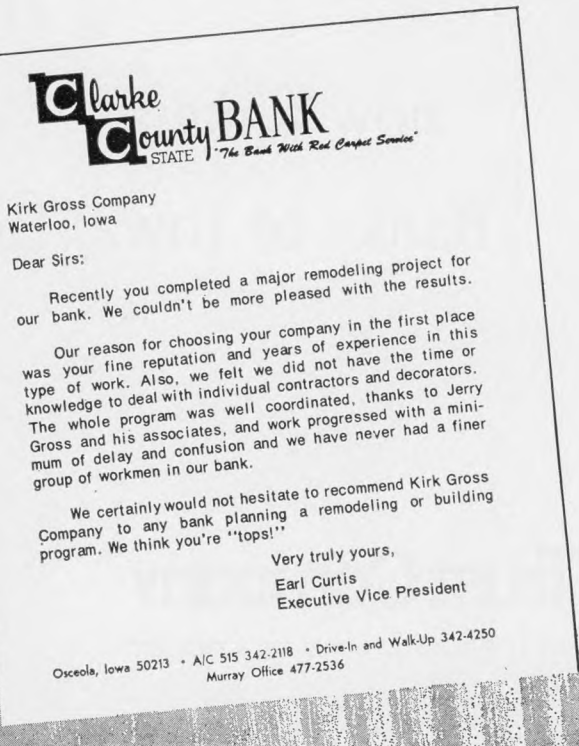 Clarke
County BANK
STATE "The Bank With Red Carpet Service"
Kirk Gross Company
Waterloo, Iowa
Dear Sirs:
Recently you completed a major remodeling project for
our bank. We couldn't be more pleased with the results.
Our reason for choosing your company in the first place
was your fine reputation and years of experience in this
type of work. Also, we felt we did not have the time or
knowledge to deal with individual contractors and decorators.
The whole program was well coordinated, thanks to Jerry
Gross and his associates, and work progressed with a mini-
mum of delay and confusion and we have never had a finer
group of workmen in our bank.
We certainly would not hesitate to recommend Kirk Gross
Company to any bank planning a remodeling or building
program. We think you're ''tops!''
Very truly yours,
Earl Curtis
Executive Vice President
Osceola, Iowa 50213 • A/C 515 342-2118 • Drive-In and Walk-Up 342-4250
Murray Office 477-2536